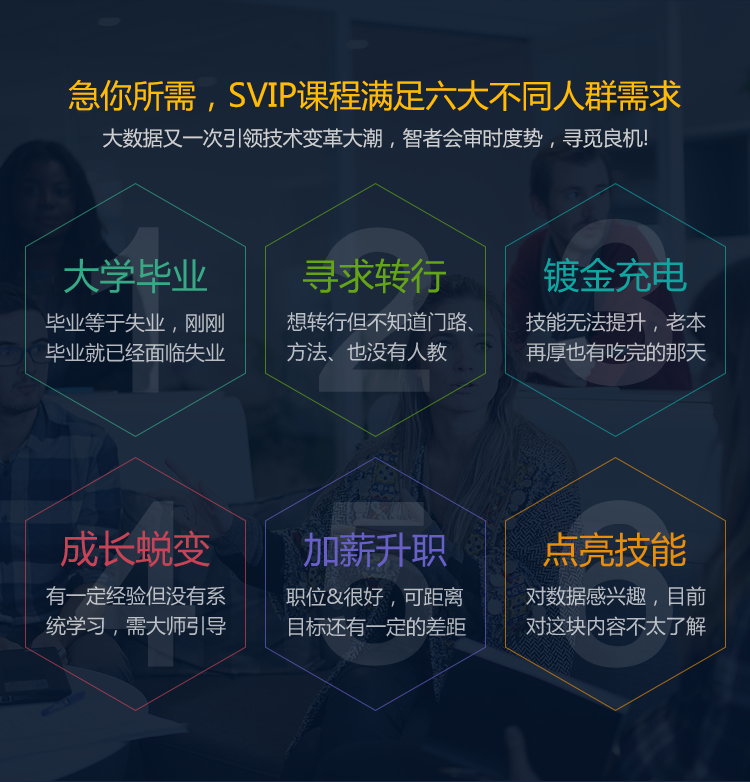 急你所需，SVIP课程满足六大不同人群需求
大数据又一次引领技术变革大潮，智者会审时度势，寻觅良机!
1
大学毕业
毕业等于失业，刚刚
毕业就已经面临失业
2
寻求转行
想转行但不知道门路、
方法、也没有人教
3
镀金充电
技能无法提升，老本
再厚也有吃完的那天
4
成长蜕变
有一定经验但没有系
统学习，需大师引导
5
加薪升职
职位&很好，可距离
目标还有一定的差距
6
点亮技能
对数据感兴趣，目前
对这块内容不太了解